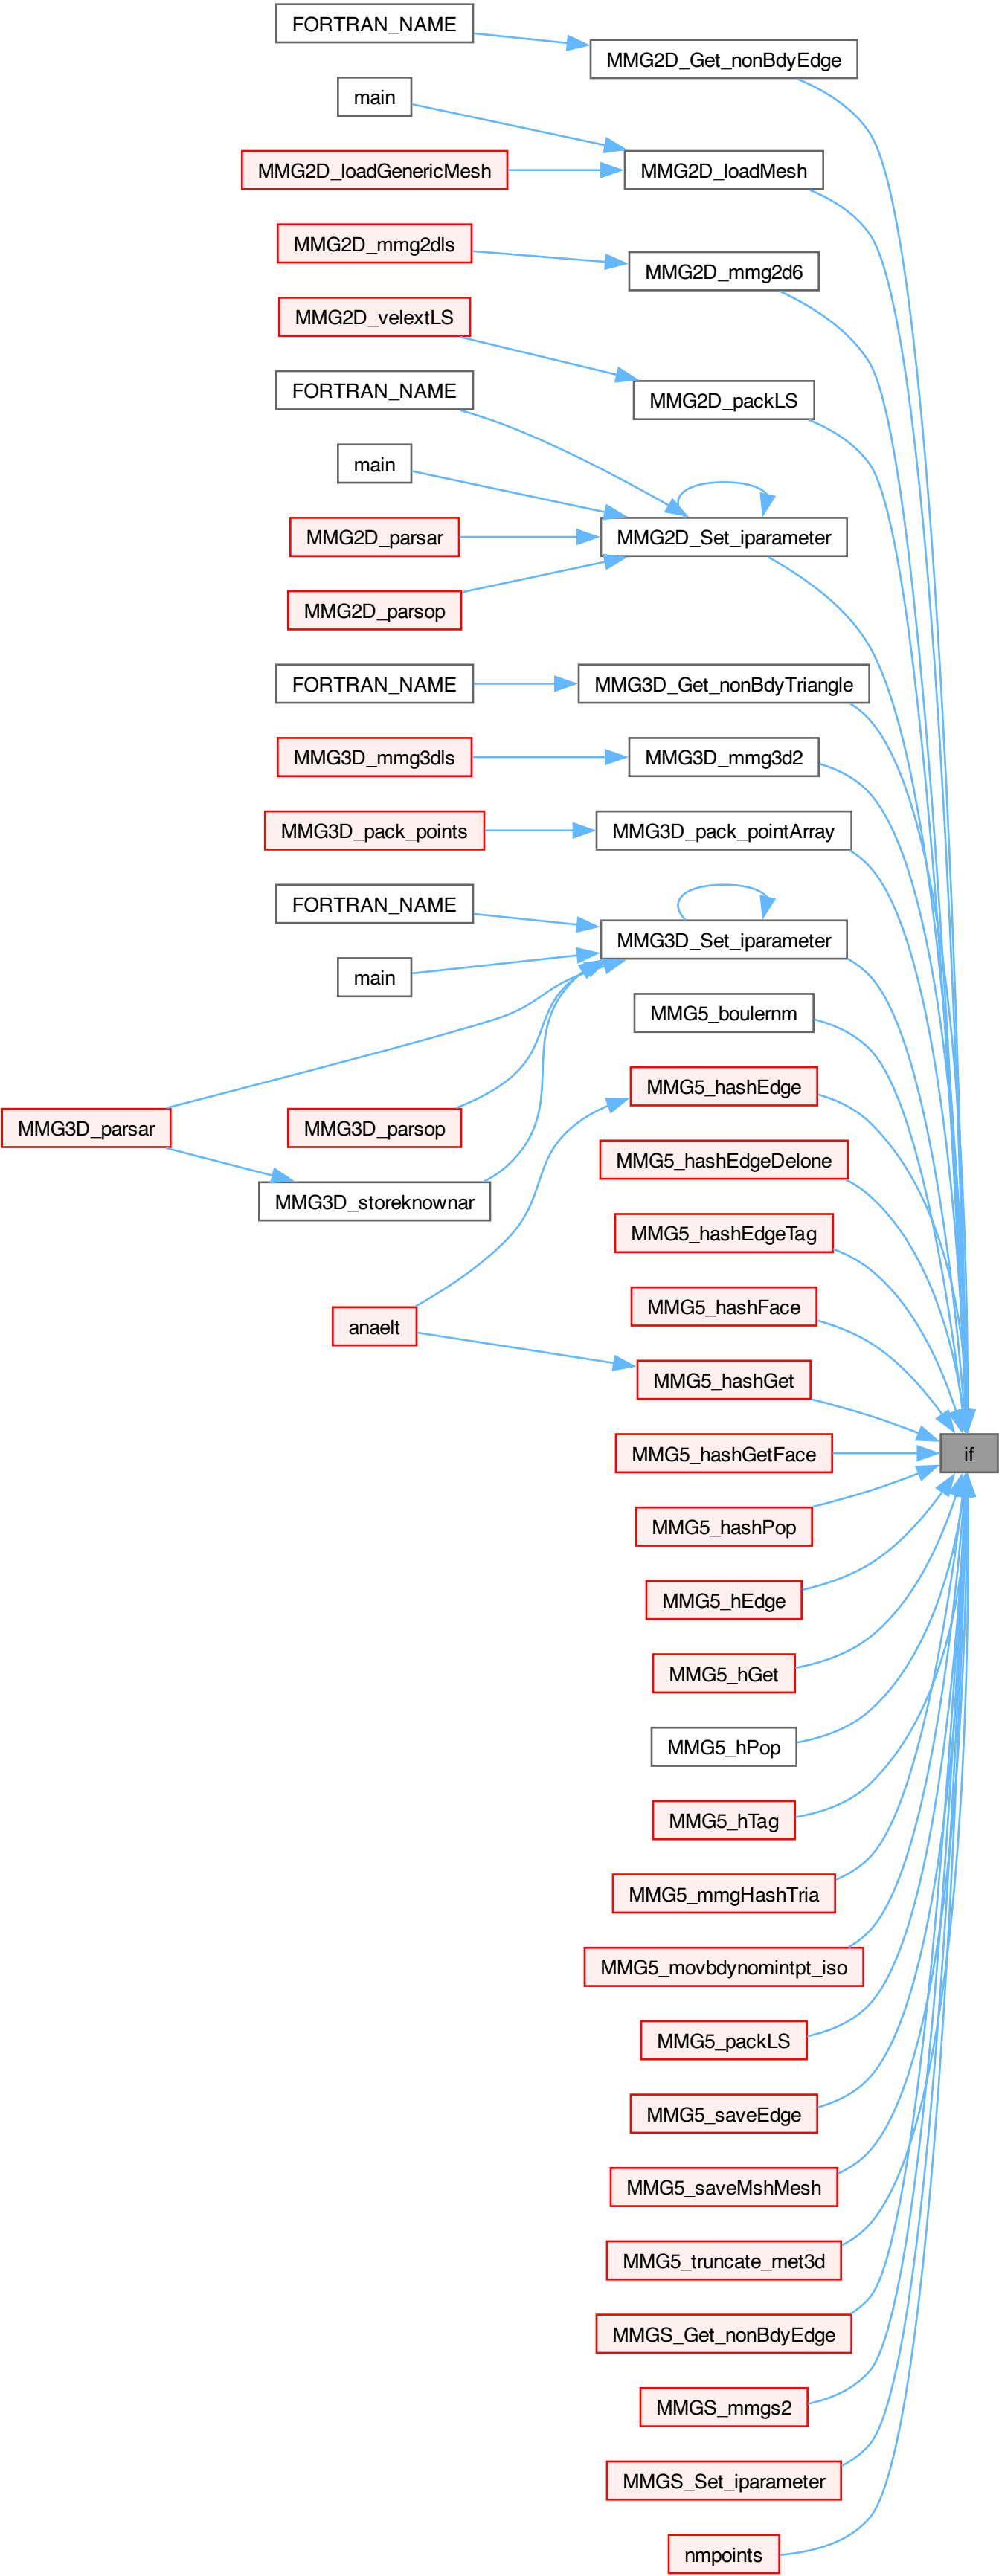 FORTRAN_NAME
MMG2D_Get_nonBdyEdge
main
MMG2D_loadGenericMesh
MMG2D_loadMesh
MMG2D_mmg2dls
MMG2D_mmg2d6
MMG2D_velextLS
MMG2D_packLS
FORTRAN_NAME
main
MMG2D_parsar
MMG2D_Set_iparameter
MMG2D_parsop
FORTRAN_NAME
MMG3D_Get_nonBdyTriangle
MMG3D_mmg3dls
MMG3D_mmg3d2
MMG3D_pack_points
MMG3D_pack_pointArray
FORTRAN_NAME
MMG3D_Set_iparameter
main
MMG5_boulernm
MMG5_hashEdge
MMG3D_parsar
MMG3D_parsop
MMG5_hashEdgeDelone
MMG3D_storeknownar
MMG5_hashEdgeTag
MMG5_hashFace
anaelt
MMG5_hashGet
MMG5_hashGetFace
if
MMG5_hashPop
MMG5_hEdge
MMG5_hGet
MMG5_hPop
MMG5_hTag
MMG5_mmgHashTria
MMG5_movbdynomintpt_iso
MMG5_packLS
MMG5_saveEdge
MMG5_saveMshMesh
MMG5_truncate_met3d
MMGS_Get_nonBdyEdge
MMGS_mmgs2
MMGS_Set_iparameter
nmpoints